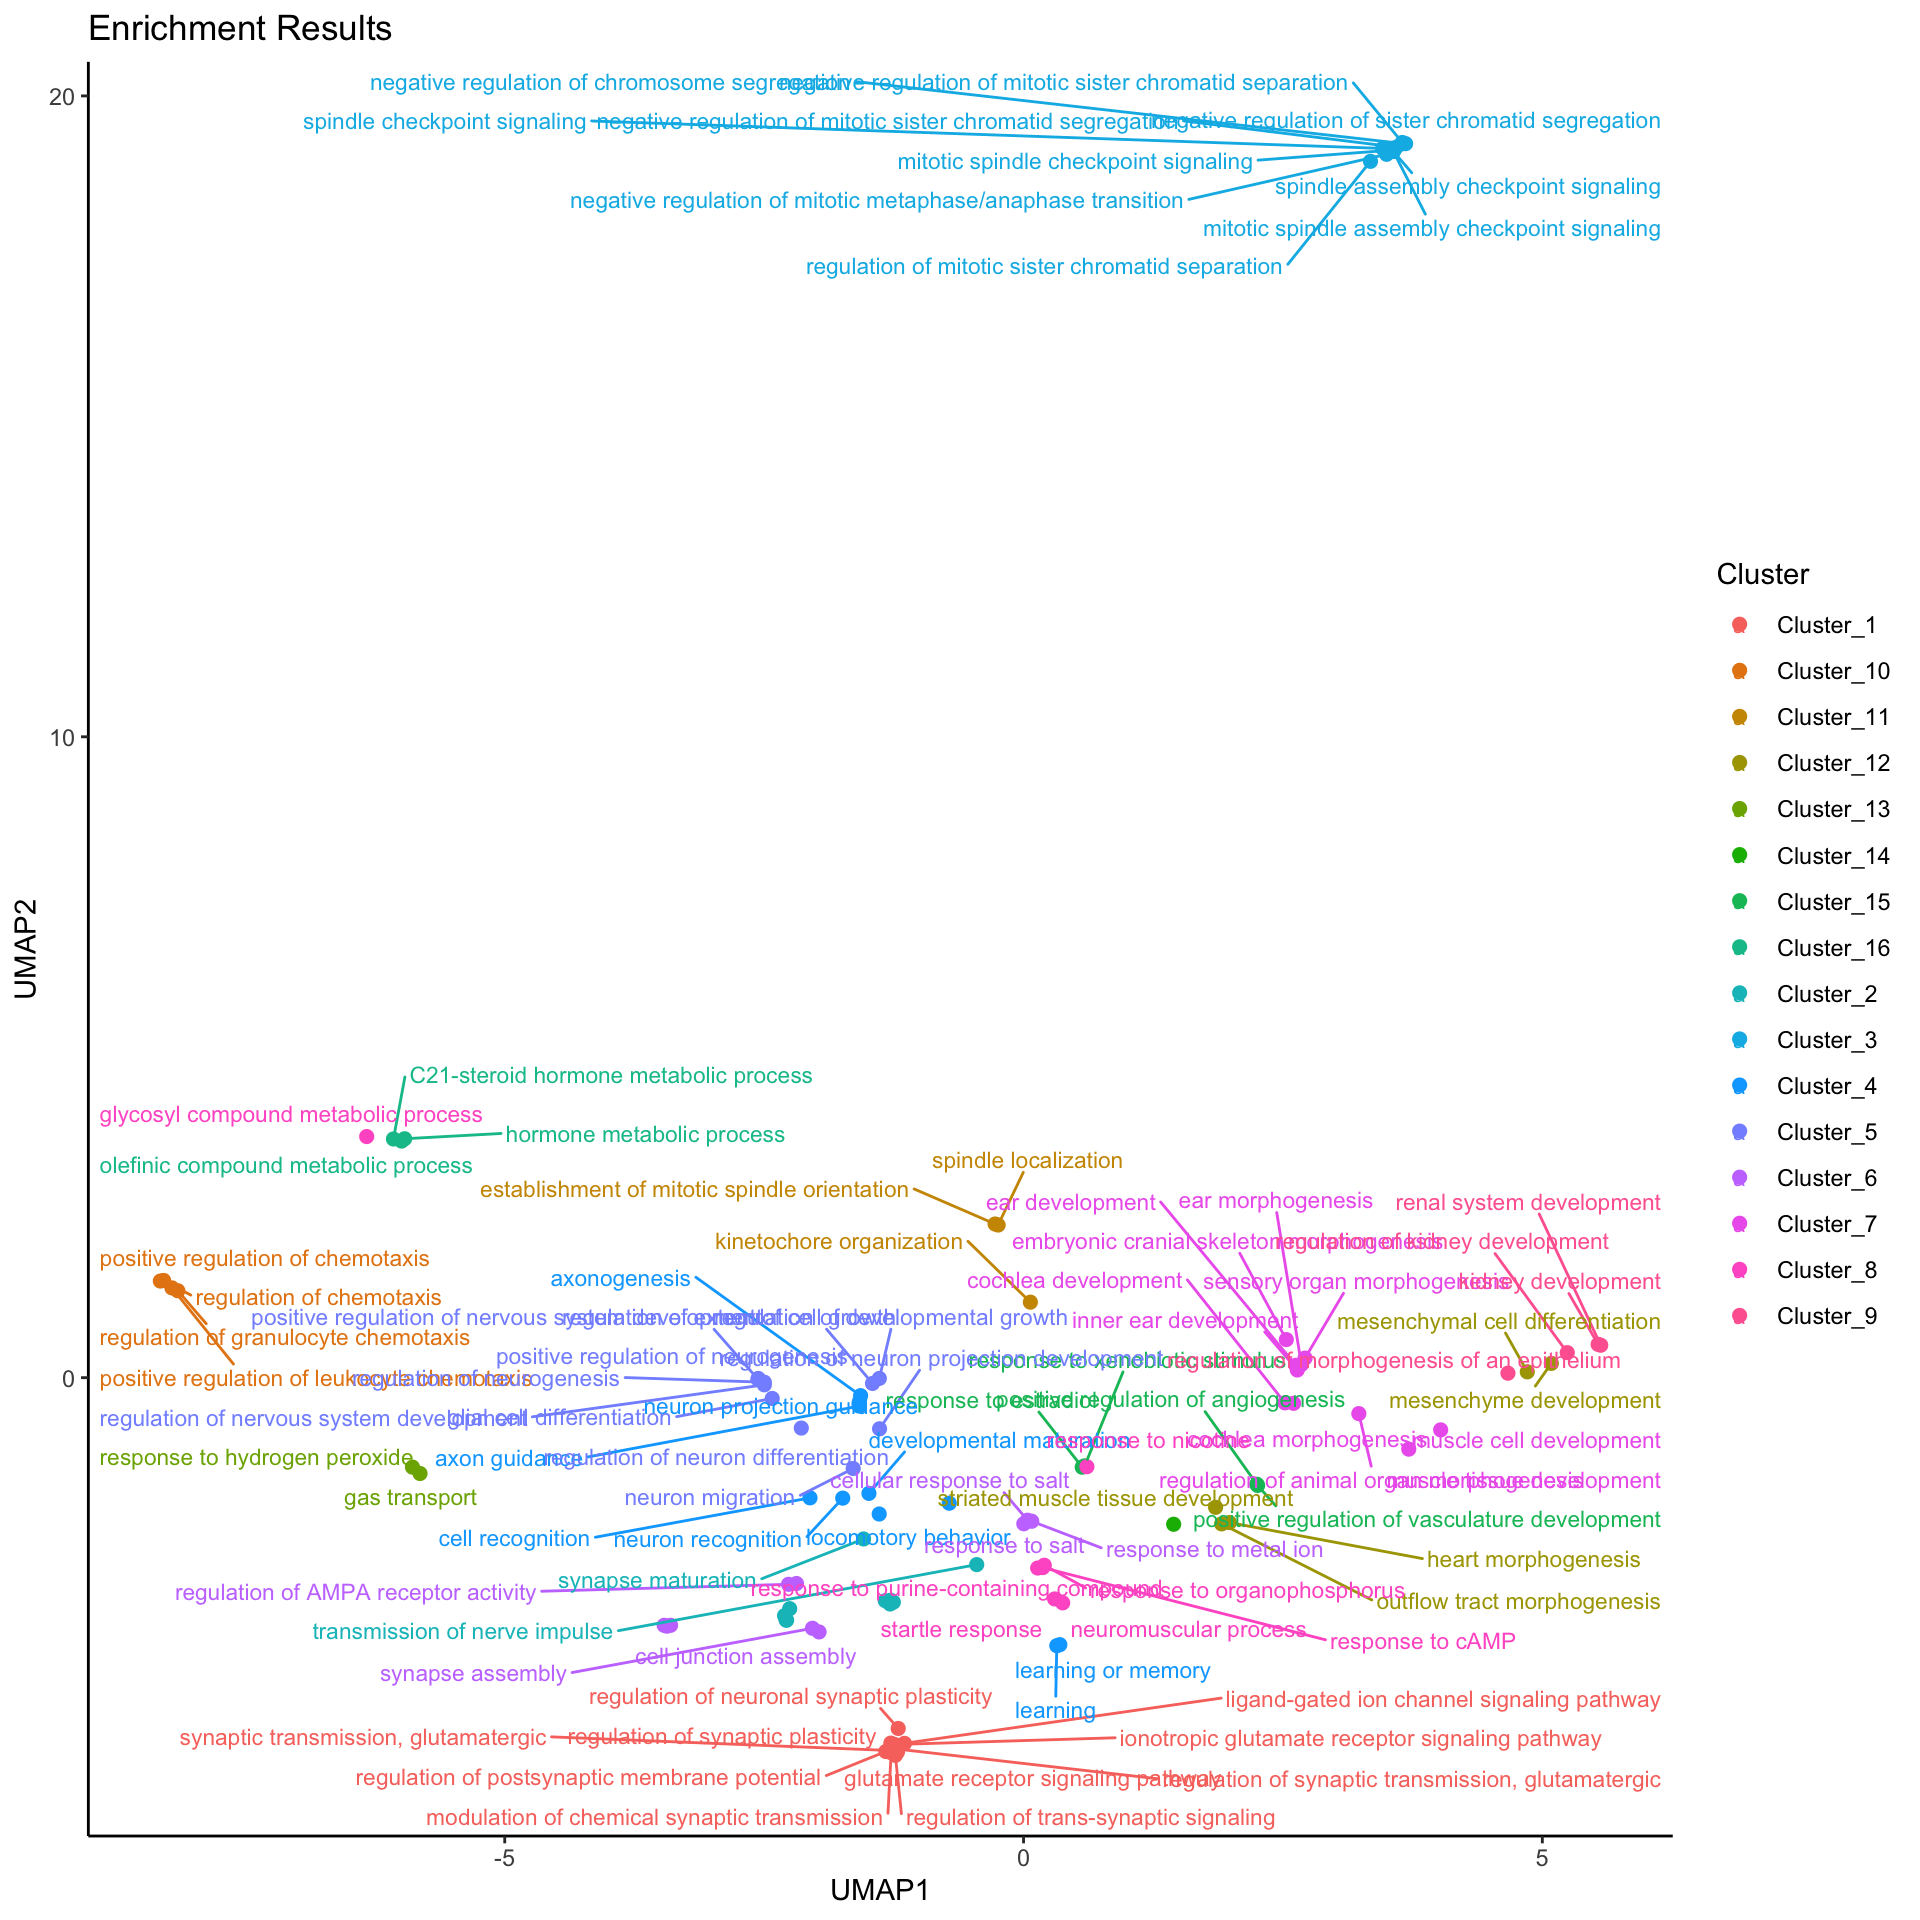 Enrichment Results
negative regulation of chromosome segregation
negative regulation of mitotic sister chromatid separation
spindle checkpoint signaling
negative regulation of mitotic sister chromatid segregation
negative regulation of sister chromatid segregation
mitotic spindle checkpoint signaling
spindle assembly checkpoint signaling
negative regulation of mitotic metaphase/anaphase transition
mitotic spindle assembly checkpoint signaling
regulation of mitotic sister chromatid separation
C21-steroid hormone metabolic process
glycosyl compound metabolic process
hormone metabolic process
olefinic compound metabolic process
spindle localization
establishment of mitotic spindle orientation
ear development
ear morphogenesis
renal system development
kinetochore organization
embryonic cranial skeleton morphogenesis
regulation of kidney development
positive regulation of chemotaxis
axonogenesis
cochlea development
sensory organ morphogenesis
kidney development
regulation of chemotaxis
positive regulation of nervous system development
regulation of extent of cell growth
regulation of developmental growth
inner ear development
mesenchymal cell differentiation
regulation of granulocyte chemotaxis
positive regulation of neurogenesis
regulation of neuron projection development
response to xenobiotic stimulus
regulation of morphogenesis of an epithelium
positive regulation of leukocyte chemotaxis
regulation of neurogenesis
neuron projection guidance
response to estradiol
positive regulation of angiogenesis
mesenchyme development
regulation of nervous system development
glial cell differentiation
developmental maturation
response to nicotine
cochlea morphogenesis
muscle cell development
response to hydrogen peroxide
axon guidance
regulation of neuron differentiation
cellular response to salt
regulation of animal organ morphogenesis
muscle tissue development
gas transport
neuron migration
striated muscle tissue development
positive regulation of vasculature development
cell recognition
neuron recognition
locomotory behavior
response to salt
response to metal ion
heart morphogenesis
synapse maturation
regulation of AMPA receptor activity
response to purine-containing compound
response to organophosphorus
outflow tract morphogenesis
transmission of nerve impulse
startle response
neuromuscular process
response to cAMP
cell junction assembly
synapse assembly
learning or memory
regulation of neuronal synaptic plasticity
ligand-gated ion channel signaling pathway
learning
synaptic transmission, glutamatergic
regulation of synaptic plasticity
ionotropic glutamate receptor signaling pathway
regulation of postsynaptic membrane potential
glutamate receptor signaling pathway
regulation of synaptic transmission, glutamatergic
modulation of chemical synaptic transmission
regulation of trans-synaptic signaling
20
10
0
UMAP2
-5
0
5
UMAP1
Cluster
Cluster_1
Cluster_10
Cluster_11
Cluster_12
Cluster_13
Cluster_14
Cluster_15
Cluster_16
Cluster_2
Cluster_3
Cluster_4
Cluster_5
Cluster_6
Cluster_7
Cluster_8
Cluster_9